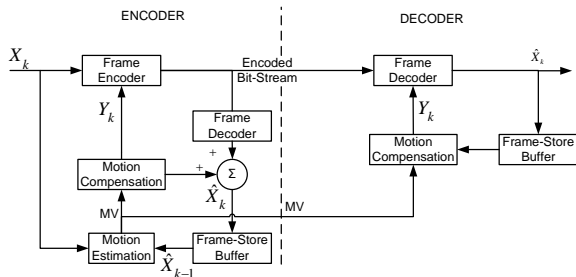 ENCODER
DECODER
X_k
Frame
Encoder
Encoded
Bit-Stream
Frame
Decoder
X̂_k
Y_k
Frame
Decoder
Y_k
Motion
Compensation
Frame-Store
Buffer
Motion
Compensation
+
+
Σ
X̂_k
MV
MV
Motion
Estimation
X̂_{k-1}
Frame-Store
Buffer